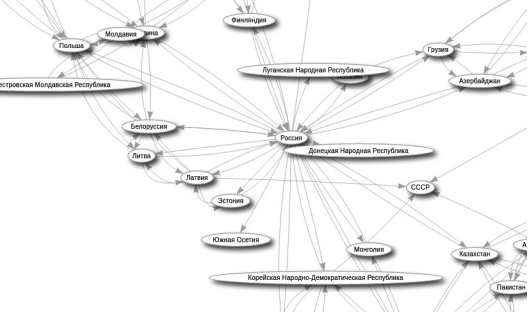 Финляндия
Молдавия
Польша
Грузия
Луганская Народная Республика
Азербайджан
естровская Молдавская Республика
Белоруссия
Россия
Донецкая Народная Республика
Литва
Латвия
СССР
Эстония
Южная Осетия
Монголия
Казахстан
Корейская Народно-Демократическая Республика
Пакистан